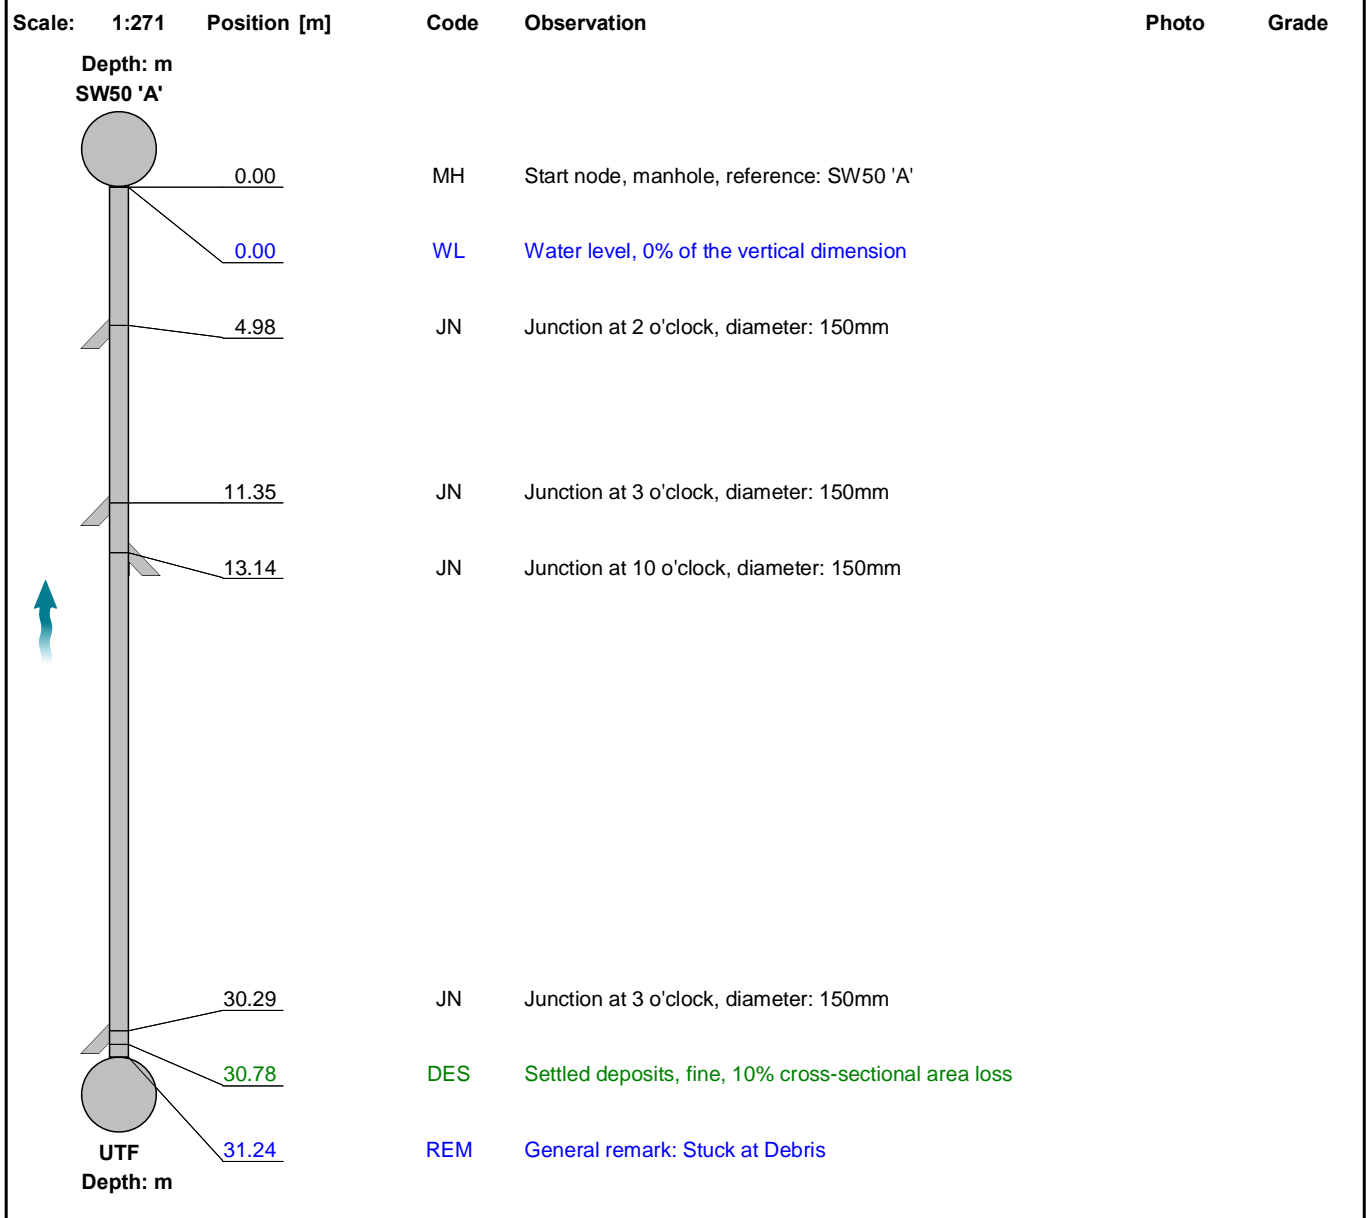 Scale: 1:271 Position [m] Code Observation Photo Grade
Depth: m
SW50 'A'
0.00 MH Start node, manhole, reference: SW50 'A'
0.00 WL Water level, 0% of the vertical dimension
4.98 JN Junction at 2 o'clock, diameter: 150mm
11.35 JN Junction at 3 o'clock, diameter: 150mm
13.14 JN Junction at 10 o'clock, diameter: 150mm
30.29 JN Junction at 3 o'clock, diameter: 150mm
30.78 DES Settled deposits, fine, 10% cross-sectional area loss
UTF 31.24 REM General remark: Stuck at Debris
Depth: m